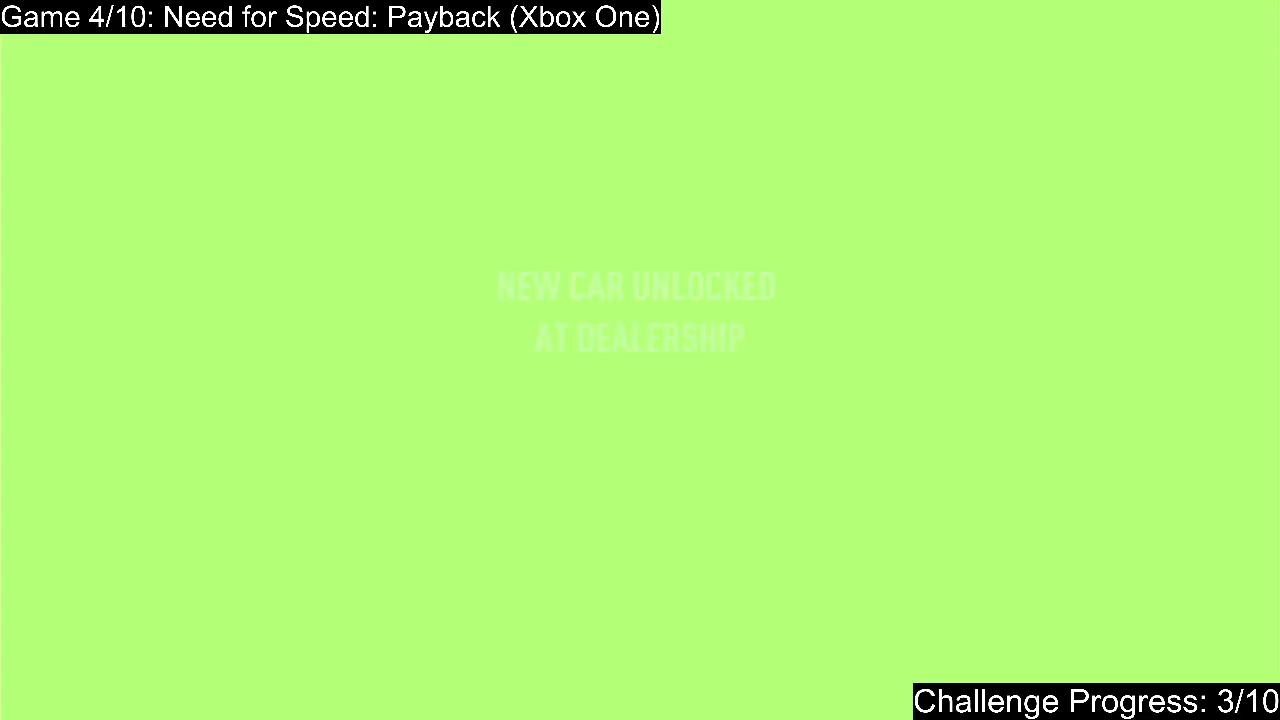 Game 4/10: Need for Speed: Payback (Xbox One)
NEW CAR UNLOCKED
AT DEALERSHIP
Challenge Progress: 3/10